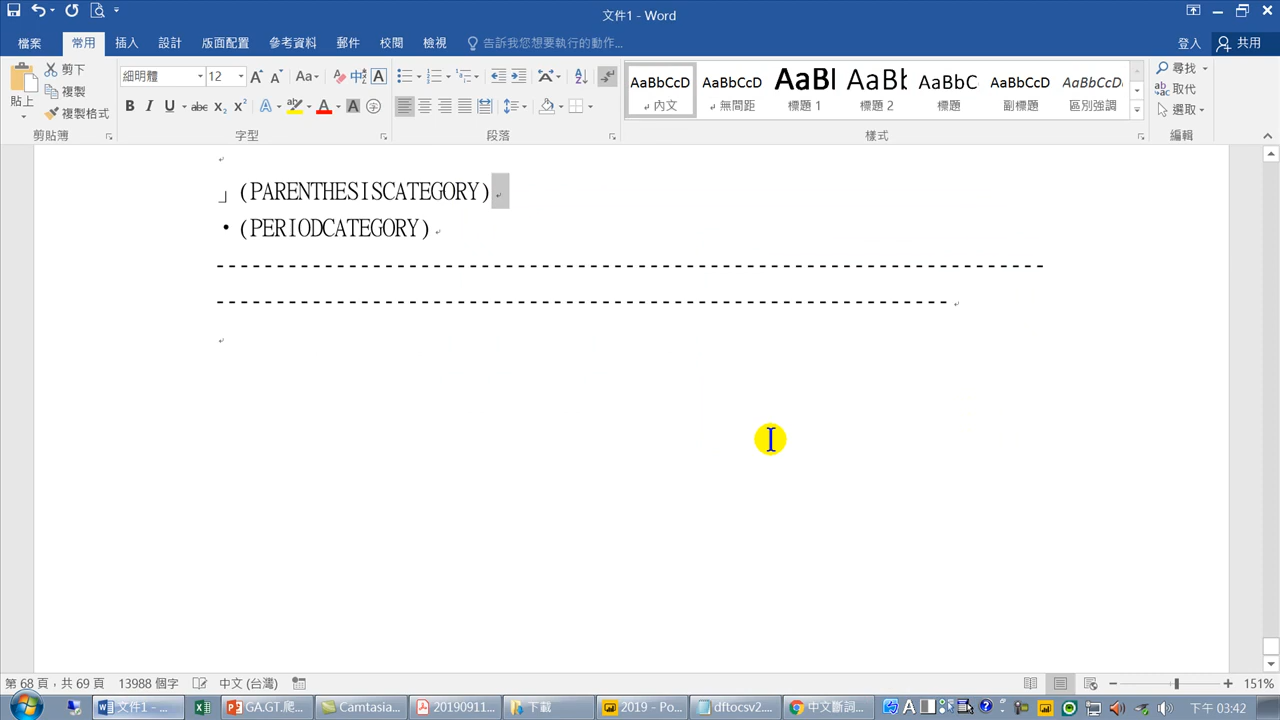 文件1 - Word
檔案 常用 插入 設計 版面配置 參考資料 郵件 校閱 檢視 告訴我您想要執行的動作... 登入 共用
貼上 剪下 複製 複製格式
細明體 12
AaBbCcD AaBbCcD AaBl AaBbl AaBbC AaBbCcD AaBbCcD.
內文 無間距 標題 1 標題 2 標題 副標題 區別強調
尋找 取代 選取
剪貼簿 字型 段落 樣式 編輯
」(PARENTHESISCATEGORY)
·(PERIODCATEGORY)
----------------------------------------------------------------------
--------------------------------------------------------------
第 68 頁，共 69 頁 13988 個字 中文 (台灣) 151%
文件1 - ... GA.GT.爬... Camtasia... 20190911... 下載 2019 - Po... dftocsv2.... 中文斷詞... 下午 03:42